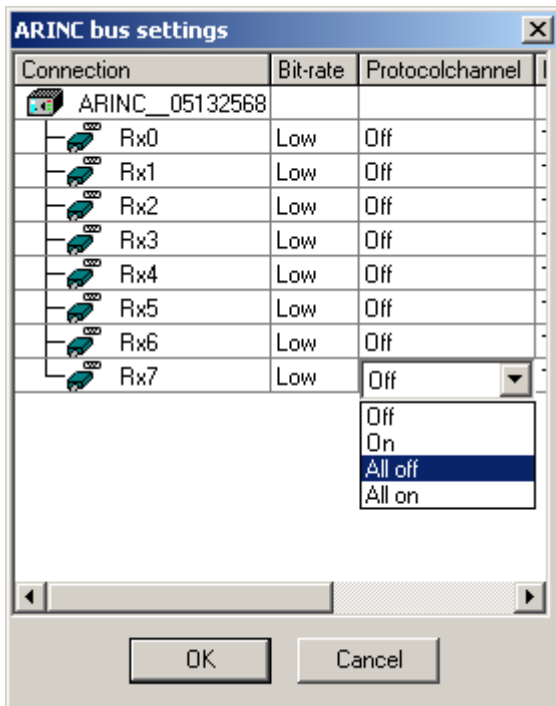 ARINC bus settings
Connection Bit-rate Protocolchannel
ARINC__05132568
Rx0 Low Off
Rx1 Low Off
Rx2 Low Off
Rx3 Low Off
Rx4 Low Off
Rx5 Low Off
Rx6 Low Off
Rx7 Low Off
Off
On
All off
All on
OK Cancel